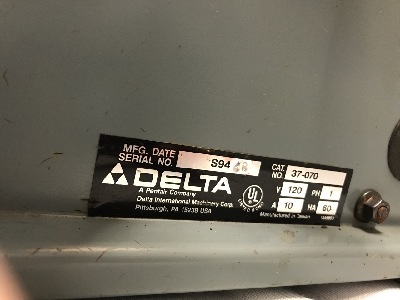 MFG. DATE
SERIAL NO. S94
CAT NO 37-070
DELTA
V 120 PH 1
A Pentair Company
UL
A 10 60
Delta International Machinery Corp.
Pittsburgh, PA 15238 USA
Manufactured in Taiwan